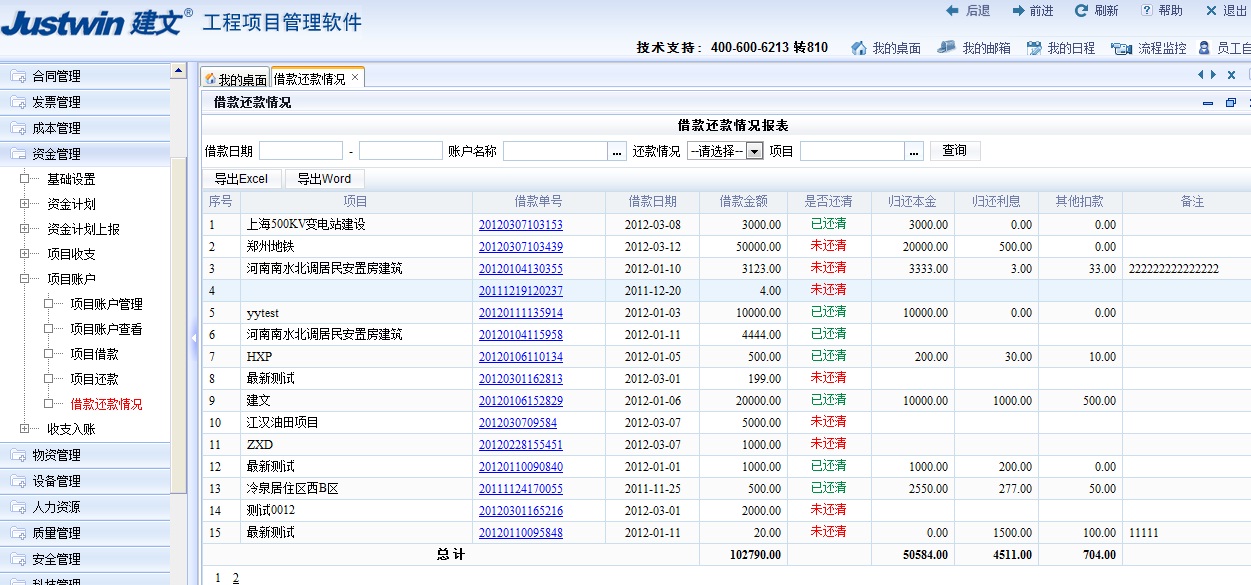 Justwin 建文® 工程项目管理软件
后退 前进 刷新 帮助 退出
技术支持：400-600-6213 转810 我的桌面 我的邮箱 我的日程 流程监控 员工自
合同管理
发票管理
成本管理
资金管理
基础设置
资金计划
资金计划上报
项目收支
项目账户
项目账户管理
项目账户查看
项目借款
项目还款
借款还款情况
收支入账
物资管理
设备管理
人力资源
质量管理
安全管理
科技管理
我的桌面 借款还款情况
借款还款情况
借款还款情况报表
借款日期 - 账户名称 ... 还款情况 --请选择-- 项目 ... 查询
导出Excel 导出Word
序号 项目 借款单号 借款日期 借款金额 是否还清 归还本金 归还利息 其他扣款 备注
1 上海500KV变电站建设 20120307103153 2012-03-08 3000.00 已还清 3000.00 0.00 0.00
2 郑州地铁 20120307103439 2012-03-12 50000.00 未还清 20000.00 500.00 0.00
3 河南南水北调居民安置房建筑 20120104130355 2012-01-10 3123.00 未还清 3333.00 3.00 33.00 222222222222222
4 20111219120237 2011-12-20 4.00 未还清
5 yytest 20120111135914 2012-01-03 10000.00 已还清 10000.00 0.00 0.00
6 河南南水北调居民安置房建筑 20120104115958 2012-01-11 4444.00 已还清
7 HXP 20120106110134 2012-01-05 500.00 已还清 200.00 30.00 10.00
8 最新测试 20120301162813 2012-03-01 199.00 未还清
9 建文 20120106152829 2012-01-06 20000.00 已还清 10000.00 1000.00 500.00
10 江汉油田项目 2012030709584 2012-03-07 5000.00 未还清
11 ZXD 20120228155451 2012-03-07 1000.00 未还清
12 最新测试 20120110090840 2012-01-01 1000.00 已还清 1000.00 200.00 0.00
13 冷泉居住区西B区 20111124170055 2011-11-25 500.00 已还清 2550.00 277.00 50.00
14 测试0012 20120301165216 2012-03-01 2000.00 未还清
15 最新测试 20120110095848 2012-01-11 20.00 未还清 0.00 1500.00 100.00 11111
总计 102790.00 50584.00 4511.00 704.00
1 2